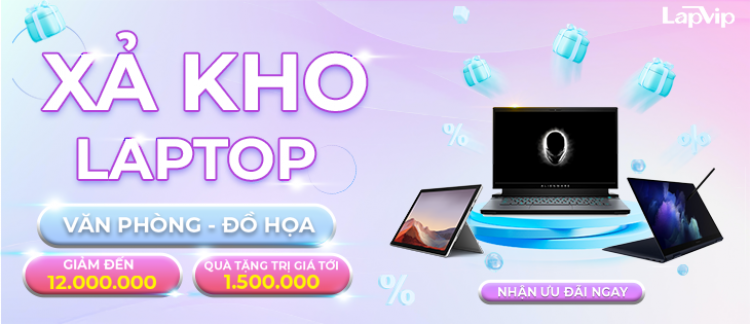 LapVip
XẢ KHO
LAPTOP
VĂN PHÒNG - ĐỒ HỌA
GIẢM ĐẾN
12.000.000
QUÀ TẶNG TRỊ GIÁ TỚI
1.500.000
ALIENWARE
%
%
%
NHẬN ƯU ĐÃI NGAY